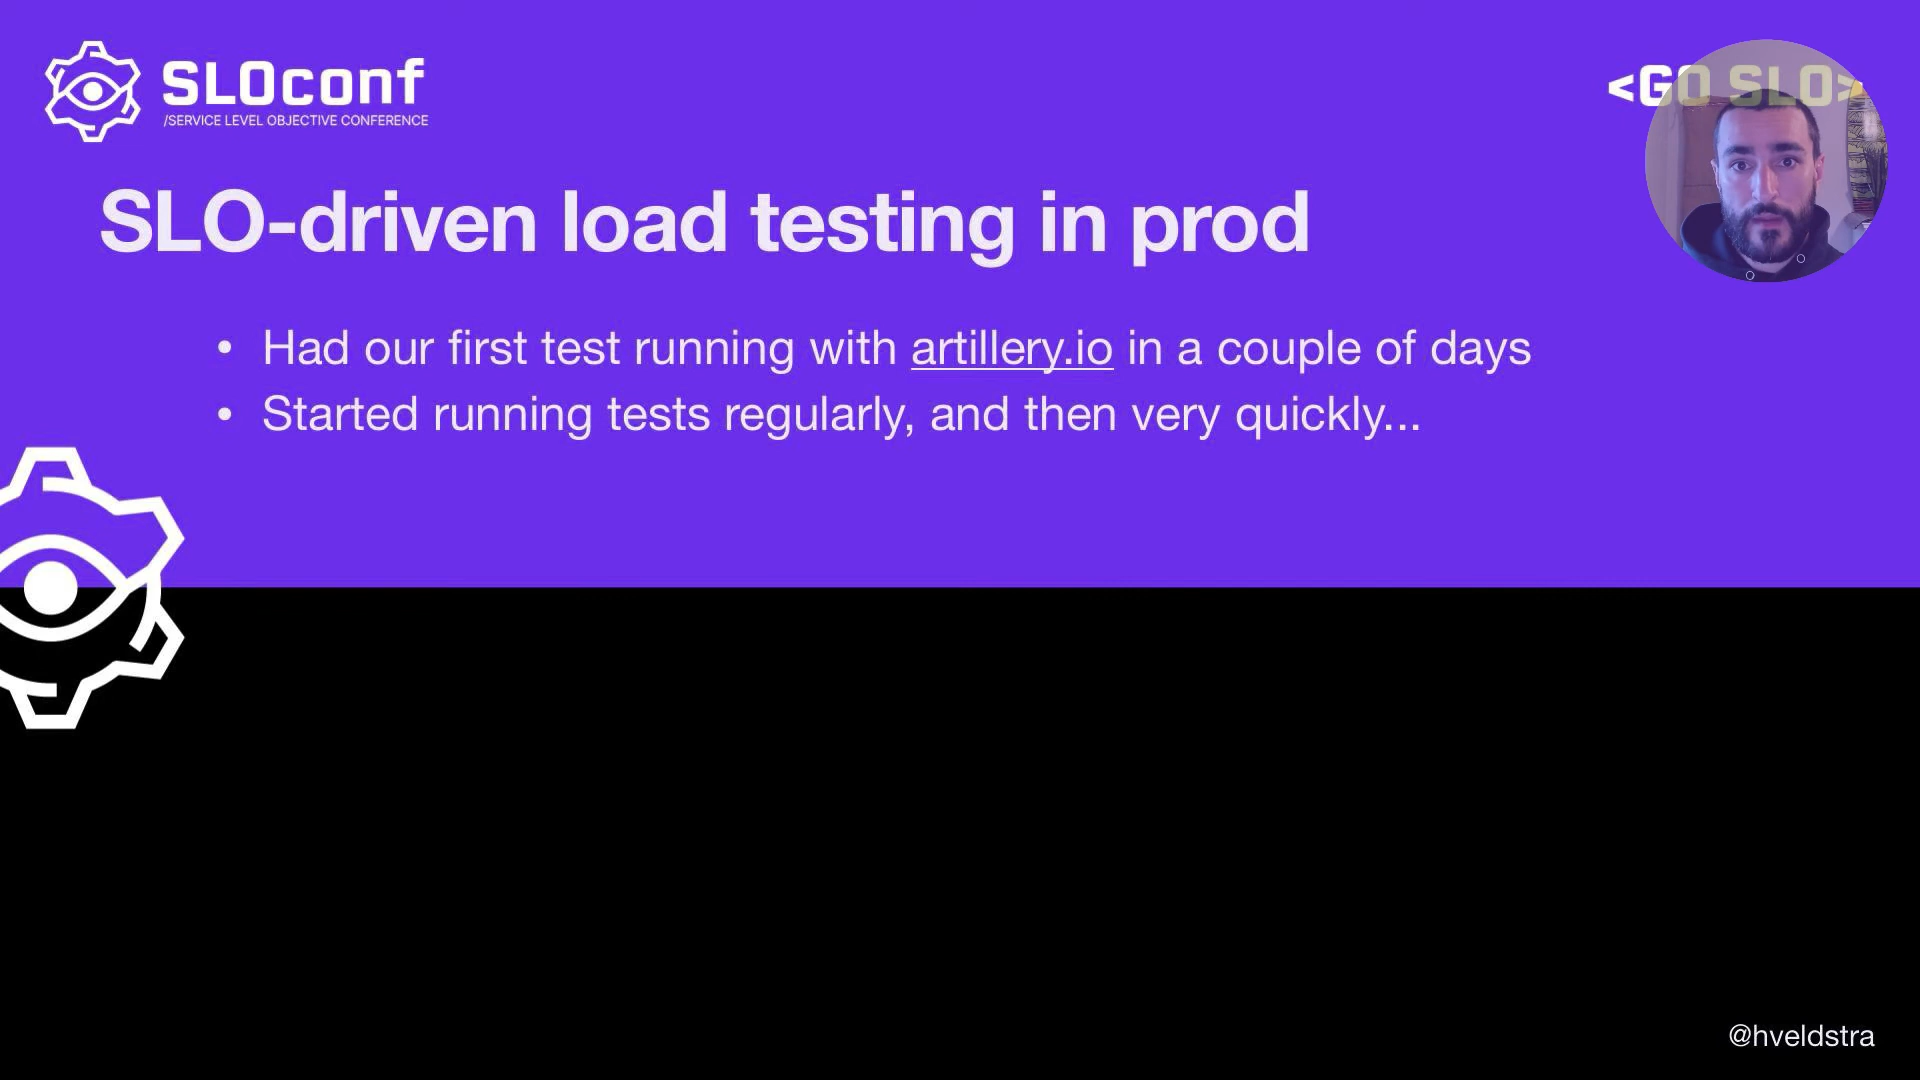 SLOconf
/SERVICE LEVEL OBJECTIVE CONFERENCE
<GO SLO>
SLO-driven load testing in prod
• Had our first test running with artillery.io in a couple of days
• Started running tests regularly, and then very quickly...
@hveldstra